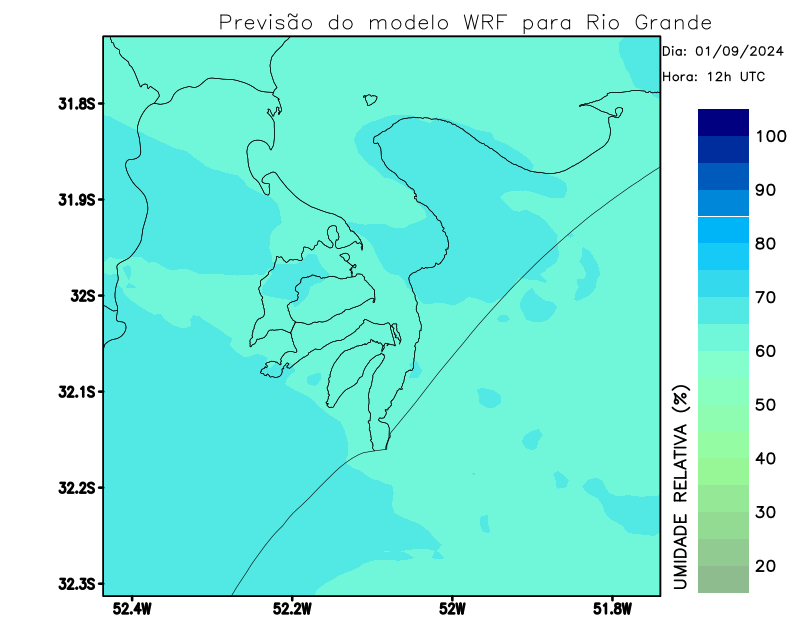 Previsão do modelo WRF para Rio Grande
Dia: 01/09/2024
Hora: 12h UTC
31.8S
31.9S
32S
32.1S
32.2S
32.3S
52.4W
52.2W
52W
51.8W
100
90
80
70
60
50
40
30
20
UMIDADE RELATIVA (%)